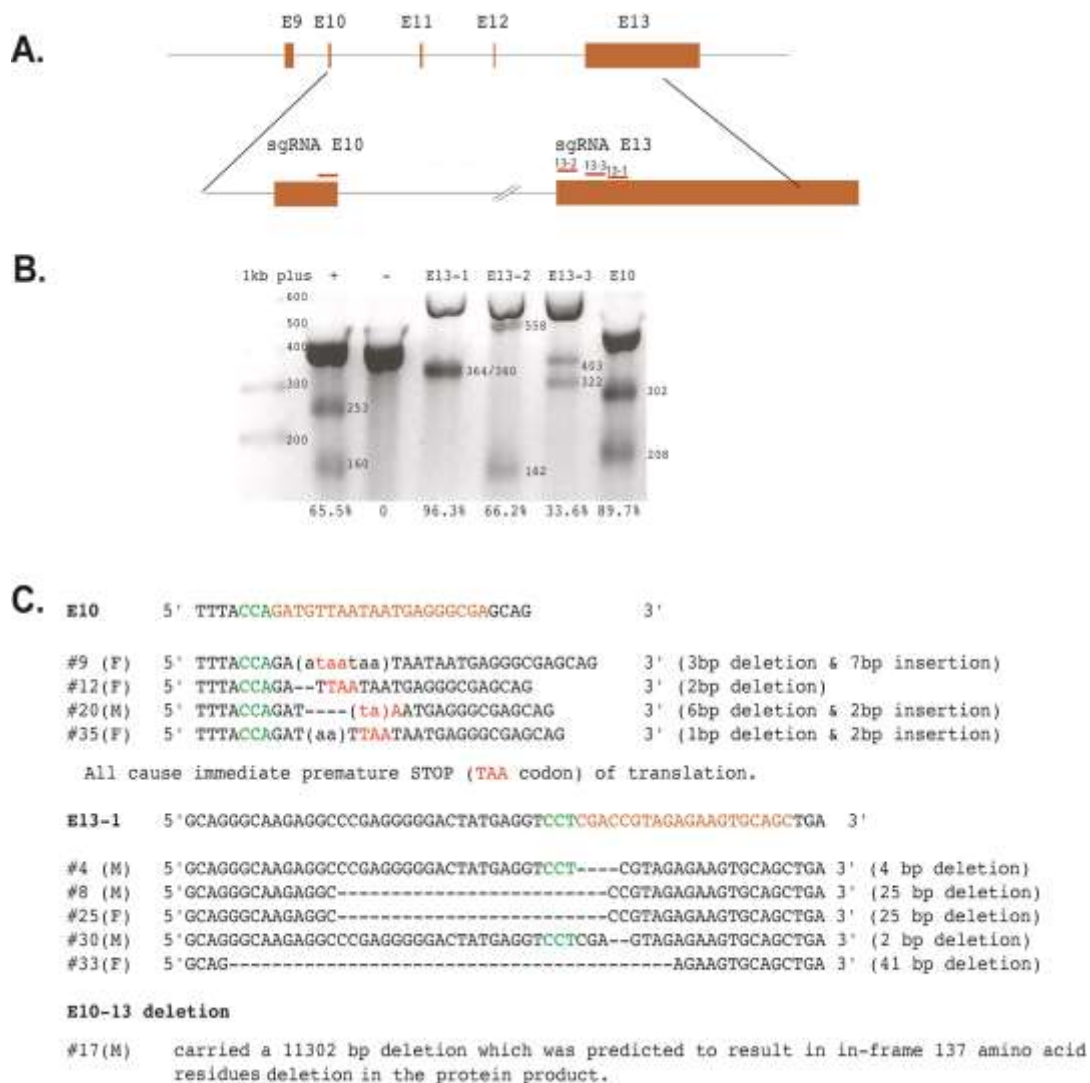 A.
E9 E10 E11 E12 E13
sgRNA E10 sgRNA E13
13-2 13-3 13-1
B.
1kb plus + - E13-1 E13-2 E13-3 E10
600
500 558
400 403
364/380
300 322 302
253
200 208
160 142
65.5% 0 96.3% 66.2% 33.6% 89.7%
C.
E10 5' TTTACCAGATGTTAATAATGAGGGCGAGCAG 3'
#9 (F) 5' TTTACCAGA(ataataa)TAATAATGAGGGCGAGCAG 3' (3bp deletion & 7bp insertion)
#12(F) 5' TTTACCAGA--TTAATAATGAGGGCGAGCAG 3' (2bp deletion)
#20(M) 5' TTTACCAGAT----(ta)AATGAGGGCGAGCAG 3' (6bp deletion & 2bp insertion)
#35(F) 5' TTTACCAGAT(aa)TTAATAATGAGGGCGAGCAG 3' (1bp deletion & 2bp insertion)
All cause immediate premature STOP (TAA codon) of translation.
E13-1 5'GCAGGGCAAGAGGCCCGAGGGGGACTATGAGGTCCTCGACCGTAGAGAAGTGCAGCTGA 3'
#4 (M) 5'GCAGGGCAAGAGGCCCGAGGGGGACTATGAGGTCCT----CGTAGAGAAGTGCAGCTGA 3' (4 bp deletion)
#8 (M) 5'GCAGGGCAAGAGGC-------------------------CCGTAGAGAAGTGCAGCTGA 3' (25 bp deletion)
#25(F) 5'GCAGGGCAAGAGGC-------------------------CCGTAGAGAAGTGCAGCTGA 3' (25 bp deletion)
#30(M) 5'GCAGGGCAAGAGGCCCGAGGGGGACTATGAGGTCCTCGA--GTAGAGAAGTGCAGCTGA 3' (2 bp deletion)
#33(F) 5'GCAG-----------------------------------------AGAAGTGCAGCTGA 3' (41 bp deletion)
E10-13 deletion
#17(M) carried a 11302 bp deletion which was predicted to result in in-frame 137 amino acid
residues deletion in the protein product.